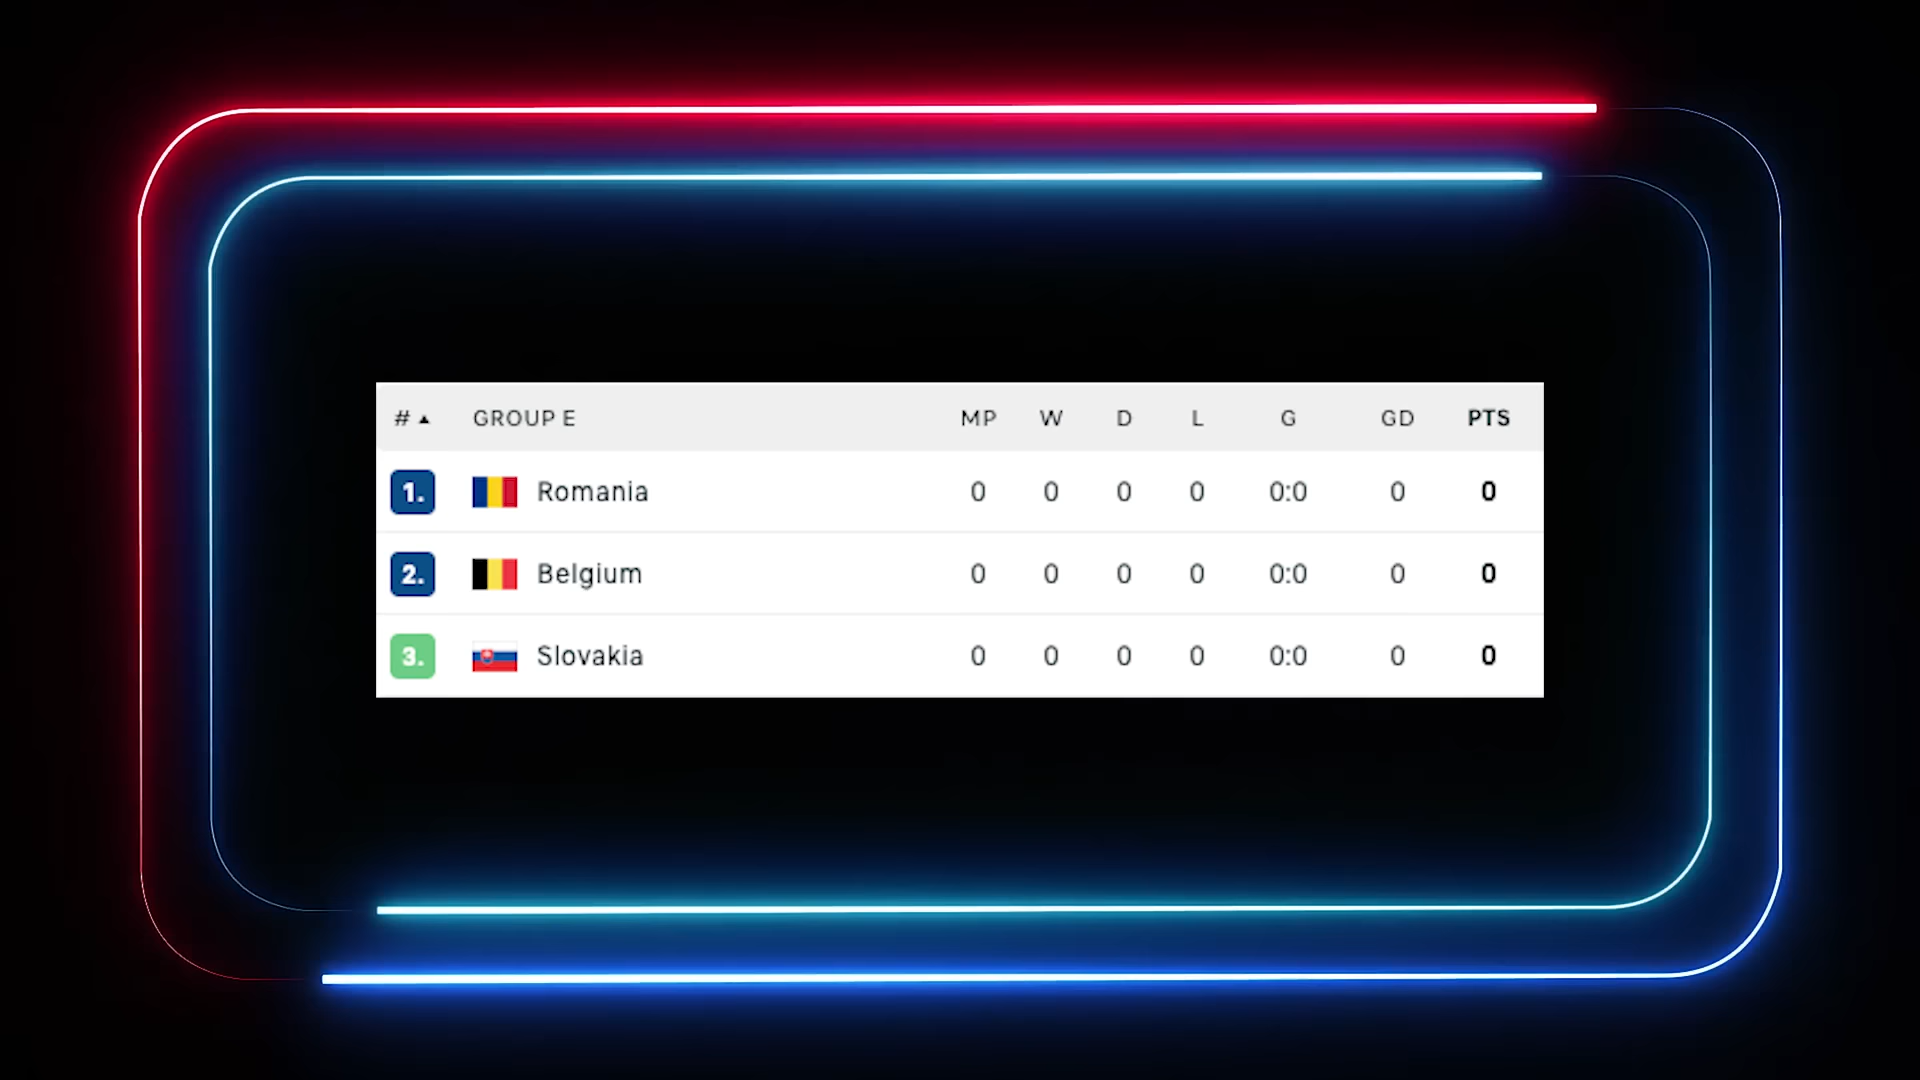 # ▲ GROUP E MP W D L G GD PTS
1. Romania 0 0 0 0 0:0 0 0
2. Belgium 0 0 0 0 0:0 0 0
3. Slovakia 0 0 0 0 0:0 0 0